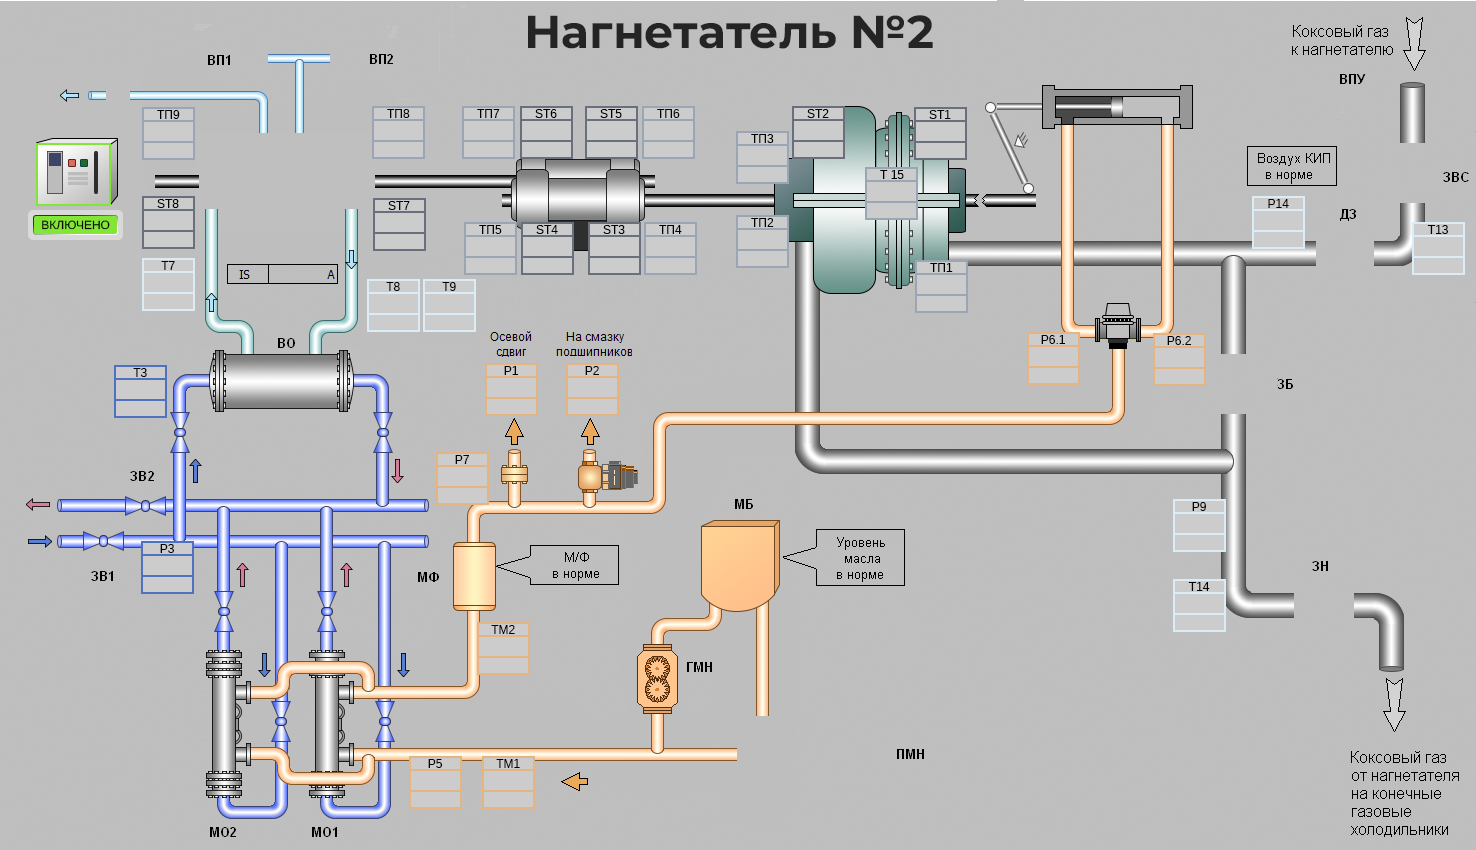 Нагнетатель №2
Коксовый газ
к нагнетателю
ВПУ
ВП1
ВП2
ТП9
ТП8
ТП7
ST6
ST5
ТП6
ST2
ST1
ТП3
Т 15
Воздух КИП
в норме
ЗВС
ВКЛЮЧЕНО
ST8
ST7
P14
ДЗ
T13
ТП5
ST4
ST3
ТП4
ТП2
ТП1
T7
IS
A
T8
T9
ВО
Осевой
сдвиг
На смазку
подшипников
P6.1
P6.2
T3
P1
P2
ЗБ
P7
ЗВ2
МБ
P9
P3
ЗВ1
МФ
М/Ф
в норме
Уровень
масла
в норме
ЗН
T14
TM2
ГМН
P5
TM1
ПМН
Коксовый газ
от нагнетателя
на конечные
газовые
холодильники
МО2
МО1